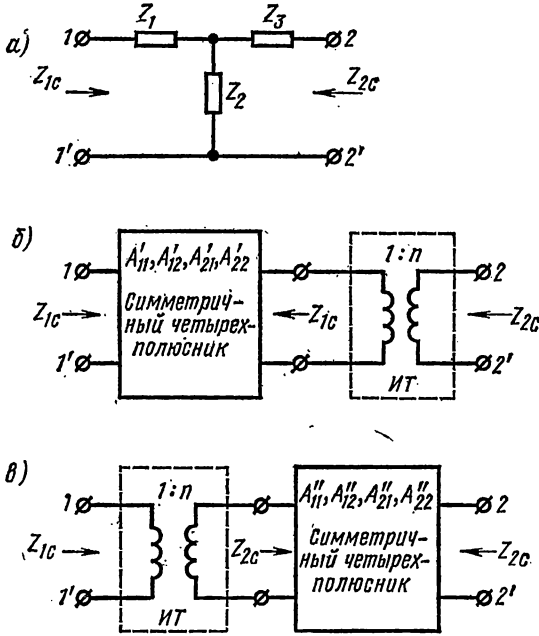 а)
1 Z₁ Z₃ 2
Z₁c Z₂ Z₂c
1' 2'
б)
1 A'₁₁, A'₁₂, A'₂₁, A'₂₂ 1:n 2
Z₁c Симметрич-
ный четырех-
полюсник Z₁c Z₂c
1' ИТ 2'
в)
1 1:n A''₁₁, A''₁₂, A''₂₁, A''₂₂ 2
Z₁c Z₂c Симметрич-
ный четырех-
полюсник Z₂c
1' ИТ 2'